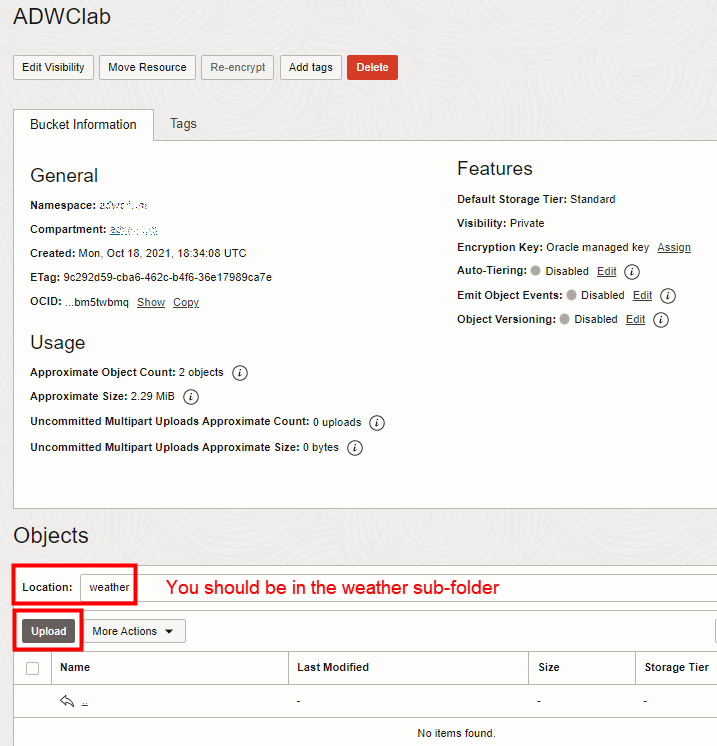 ADWClab
Edit Visibility Move Resource Re-encrypt Add tags Delete
Bucket Information Tags
General
Namespace:
Compartment:
Created: Mon, Oct 18, 2021, 18:34:08 UTC
ETag: 9c292d59-cba6-462c-b4f6-36e17989ca7e
OCID: ...bm5twbmq Show Copy
Usage
Approximate Object Count: 2 objects i
Approximate Size: 2.29 MiB i
Uncommitted Multipart Uploads Approximate Count: 0 uploads i
Uncommitted Multipart Uploads Approximate Size: 0 bytes i
Features
Default Storage Tier: Standard
Visibility: Private
Encryption Key: Oracle managed key Assign
Auto-Tiering: Disabled Edit i
Emit Object Events: Disabled Edit i
Object Versioning: Disabled Edit i
Objects
Location: weather You should be in the weather sub-folder
Upload More Actions
Name Last Modified Size Storage Tier
.. - - -
No items found.